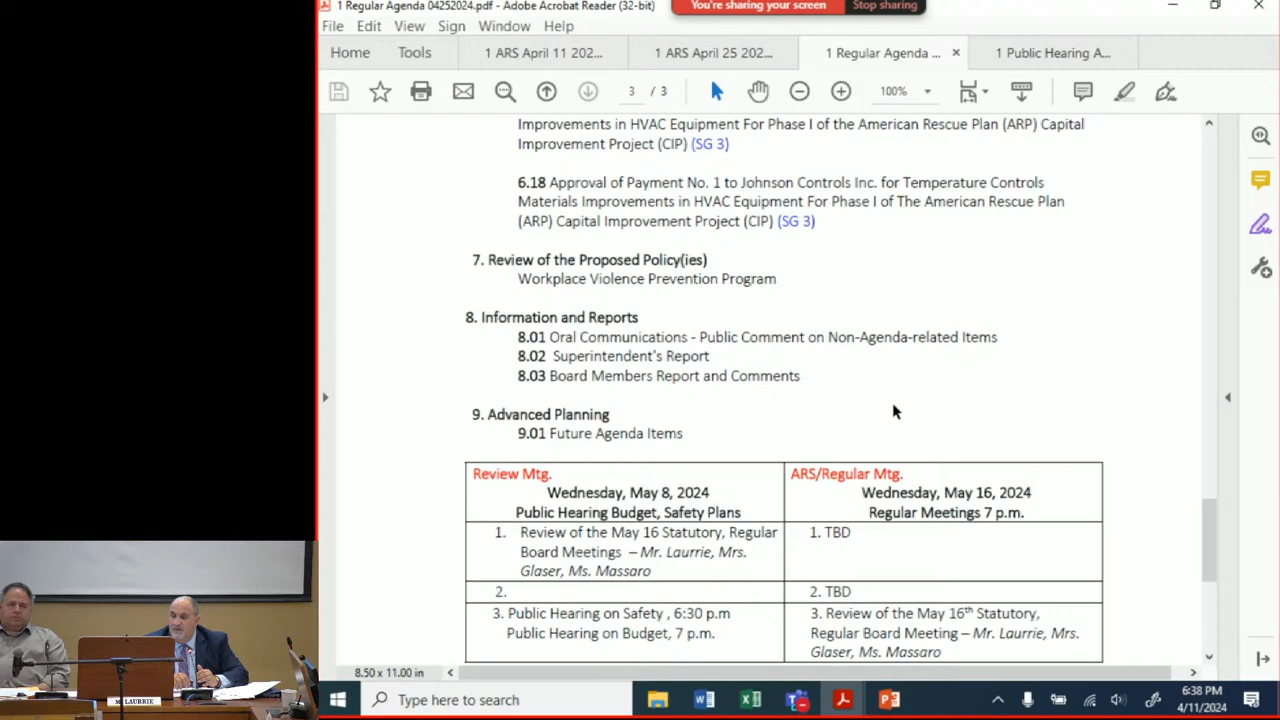 1 Regular Agenda 04252024.pdf - Adobe Acrobat Reader (32-bit)
You're sharing your screen
Stop sharing
File Edit View Sign Window Help
Home Tools 1 ARS April 11 202... 1 ARS April 25 202... 1 Regular Agenda ... 1 Public Hearing A...
3 / 3 100%
Improvements in HVAC Equipment For Phase I of the American Rescue Plan (ARP) Capital
Improvement Project (CIP) (SG 3)
6.18 Approval of Payment No. 1 to Johnson Controls Inc. for Temperature Controls
Materials Improvements in HVAC Equipment For Phase I of The American Rescue Plan
(ARP) Capital Improvement Project (CIP) (SG 3)
7. Review of the Proposed Policy(ies)
Workplace Violence Prevention Program
8. Information and Reports
8.01 Oral Communications - Public Comment on Non-Agenda-related Items
8.02 Superintendent's Report
8.03 Board Members Report and Comments
9. Advanced Planning
9.01 Future Agenda Items
Review Mtg.
Wednesday, May 8, 2024
Public Hearing Budget, Safety Plans
ARS/Regular Mtg.
Wednesday, May 16, 2024
Regular Meetings 7 p.m.
1. Review of the May 16 Statutory, Regular
Board Meetings – Mr. Laurrie, Mrs.
Glaser, Ms. Massaro
1. TBD
2.
2. TBD
3. Public Hearing on Safety , 6:30 p.m
Public Hearing on Budget, 7 p.m.
3. Review of the May 16th Statutory,
Regular Board Meeting – Mr. Laurrie, Mrs.
Glaser, Ms. Massaro
8.50 x 11.00 in
Type here to search
6:38 PM
4/11/2024
LAURRIE